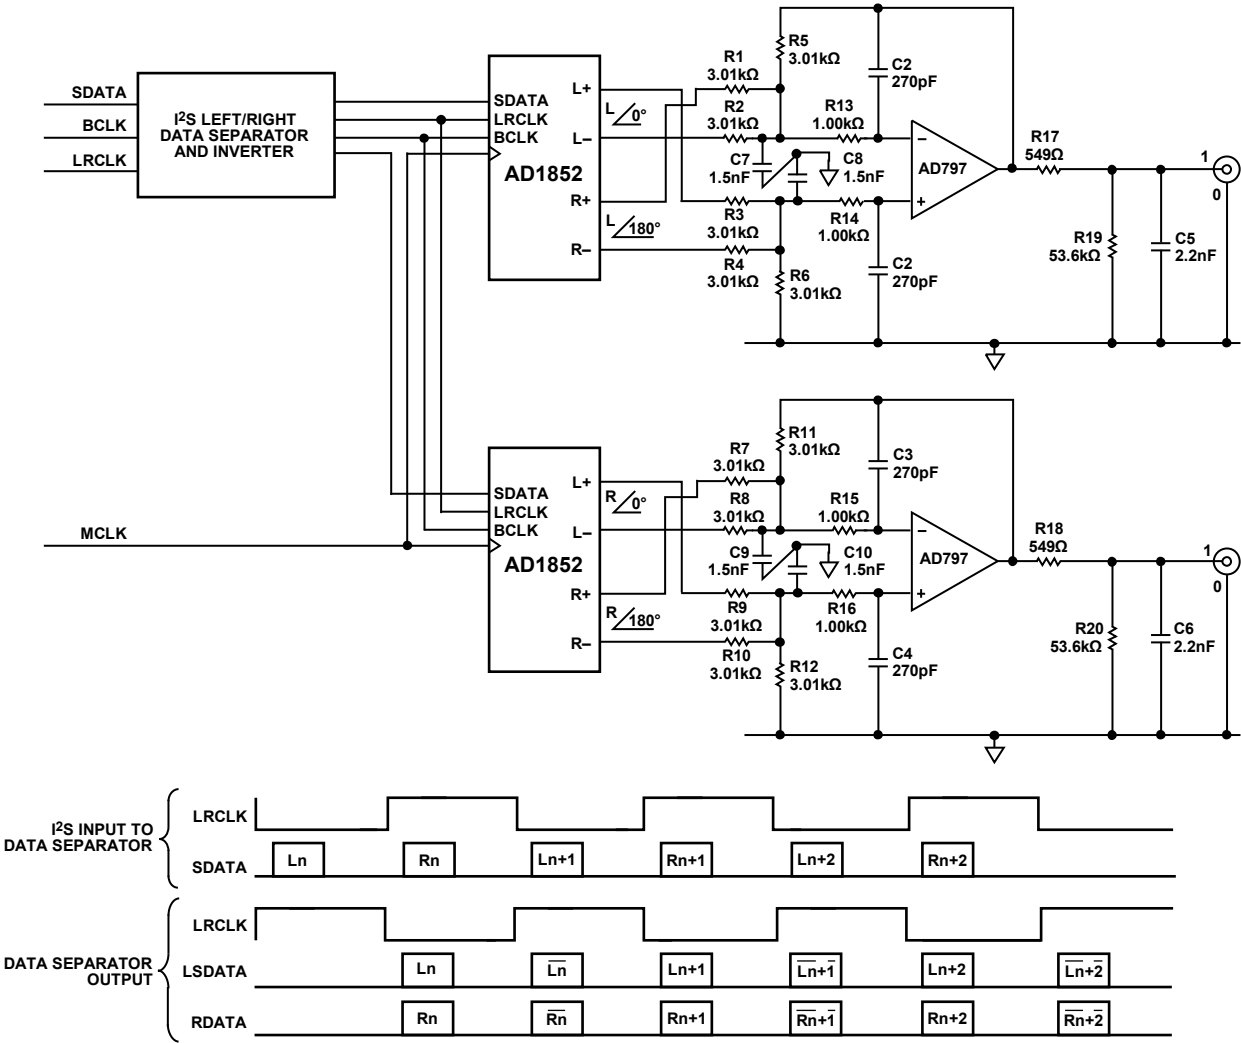 SDATA
BCLK
LRCLK
I²S LEFT/RIGHT
DATA SEPARATOR
AND INVERTER
SDATA
LRCLK
BCLK
AD1852
L+
L–
R+
R–
L 0°
L 180°
R1
3.01kΩ
R2
3.01kΩ
R3
3.01kΩ
R4
3.01kΩ
R5
3.01kΩ
R6
3.01kΩ
C7
1.5nF
C8
1.5nF
R13
1.00kΩ
R14
1.00kΩ
C2
270pF
C2
270pF
–
+
AD797
R17
549Ω
R19
53.6kΩ
C5
2.2nF
1
0
MCLK
SDATA
LRCLK
BCLK
AD1852
L+
L–
R+
R–
R 0°
R 180°
R7
3.01kΩ
R8
3.01kΩ
R9
3.01kΩ
R10
3.01kΩ
R11
3.01kΩ
R12
3.01kΩ
C9
1.5nF
C10
1.5nF
R15
1.00kΩ
R16
1.00kΩ
C3
270pF
C4
270pF
–
+
AD797
R18
549Ω
R20
53.6kΩ
C6
2.2nF
1
0
I²S INPUT TO
DATA SEPARATOR
LRCLK
SDATA
Ln Rn Ln+1 Rn+1 Ln+2 Rn+2
DATA SEPARATOR
OUTPUT
LRCLK
LSDATA
Ln L̅n̅ Ln+1 L̅n̅+1̅ Ln+2 L̅n̅+2̅
RDATA
Rn R̅n̅ Rn+1 R̅n̅+1̅ Rn+2 R̅n̅+2̅